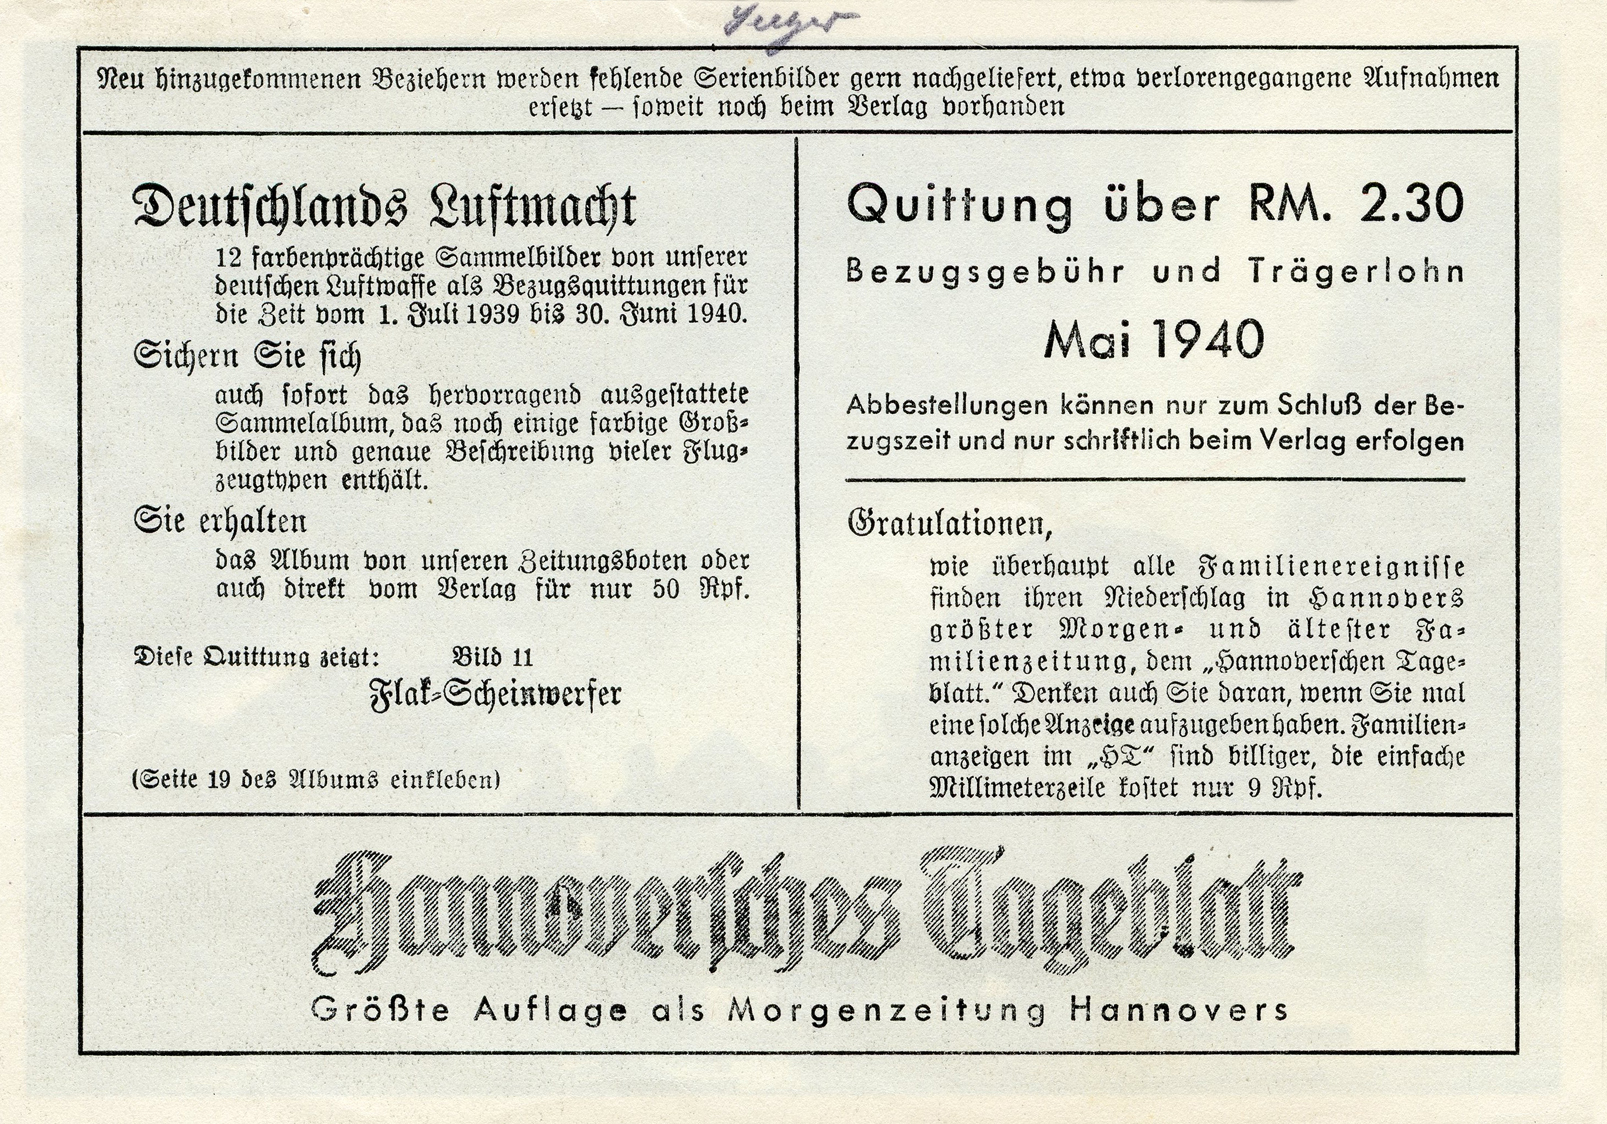 Neu hinzugekommenen Beziehern werden fehlende Serienbilder gern nachgeliefert, etwa verlorengegangene Aufnahmen
ersetzt — soweit noch beim Verlag vorhanden
Deutschlands Luftmacht
12 farbenprächtige Sammelbilder von unserer
deutschen Luftwaffe als Bezugsquittungen für
die Zeit vom 1. Juli 1939 bis 30. Juni 1940.
Sichern Sie sich
auch sofort das hervorragend ausgestattete
Sammelalbum, das noch einige farbige Groß-
bilder und genaue Beschreibung vieler Flug-
zeugtypen enthält.
Sie erhalten
das Album von unseren Zeitungsboten oder
auch direkt vom Verlag für nur 50 Rpf.
Diese Quittung zeigt: Bild 11
Flak-Scheinwerfer
(Seite 19 des Albums einkleben)
Quittung über RM. 2.30
Bezugsgebühr und Trägerlohn
Mai 1940
Abbestellungen können nur zum Schluß der Be-
zugszeit und nur schriftlich beim Verlag erfolgen
Gratulationen,
wie überhaupt alle Familienereignisse
finden ihren Niederschlag in Hannovers
größter Morgen- und ältester Fa-
milienzeitung, dem „Hannoverschen Tage-
blatt.“ Denken auch Sie daran, wenn Sie mal
eine solche Anzeige aufzugeben haben. Familien-
anzeigen im „HT“ sind billiger, die einfache
Millimeterzeile kostet nur 9 Rpf.
Hannoversches Tageblatt
Größte Auflage als Morgenzeitung Hannovers